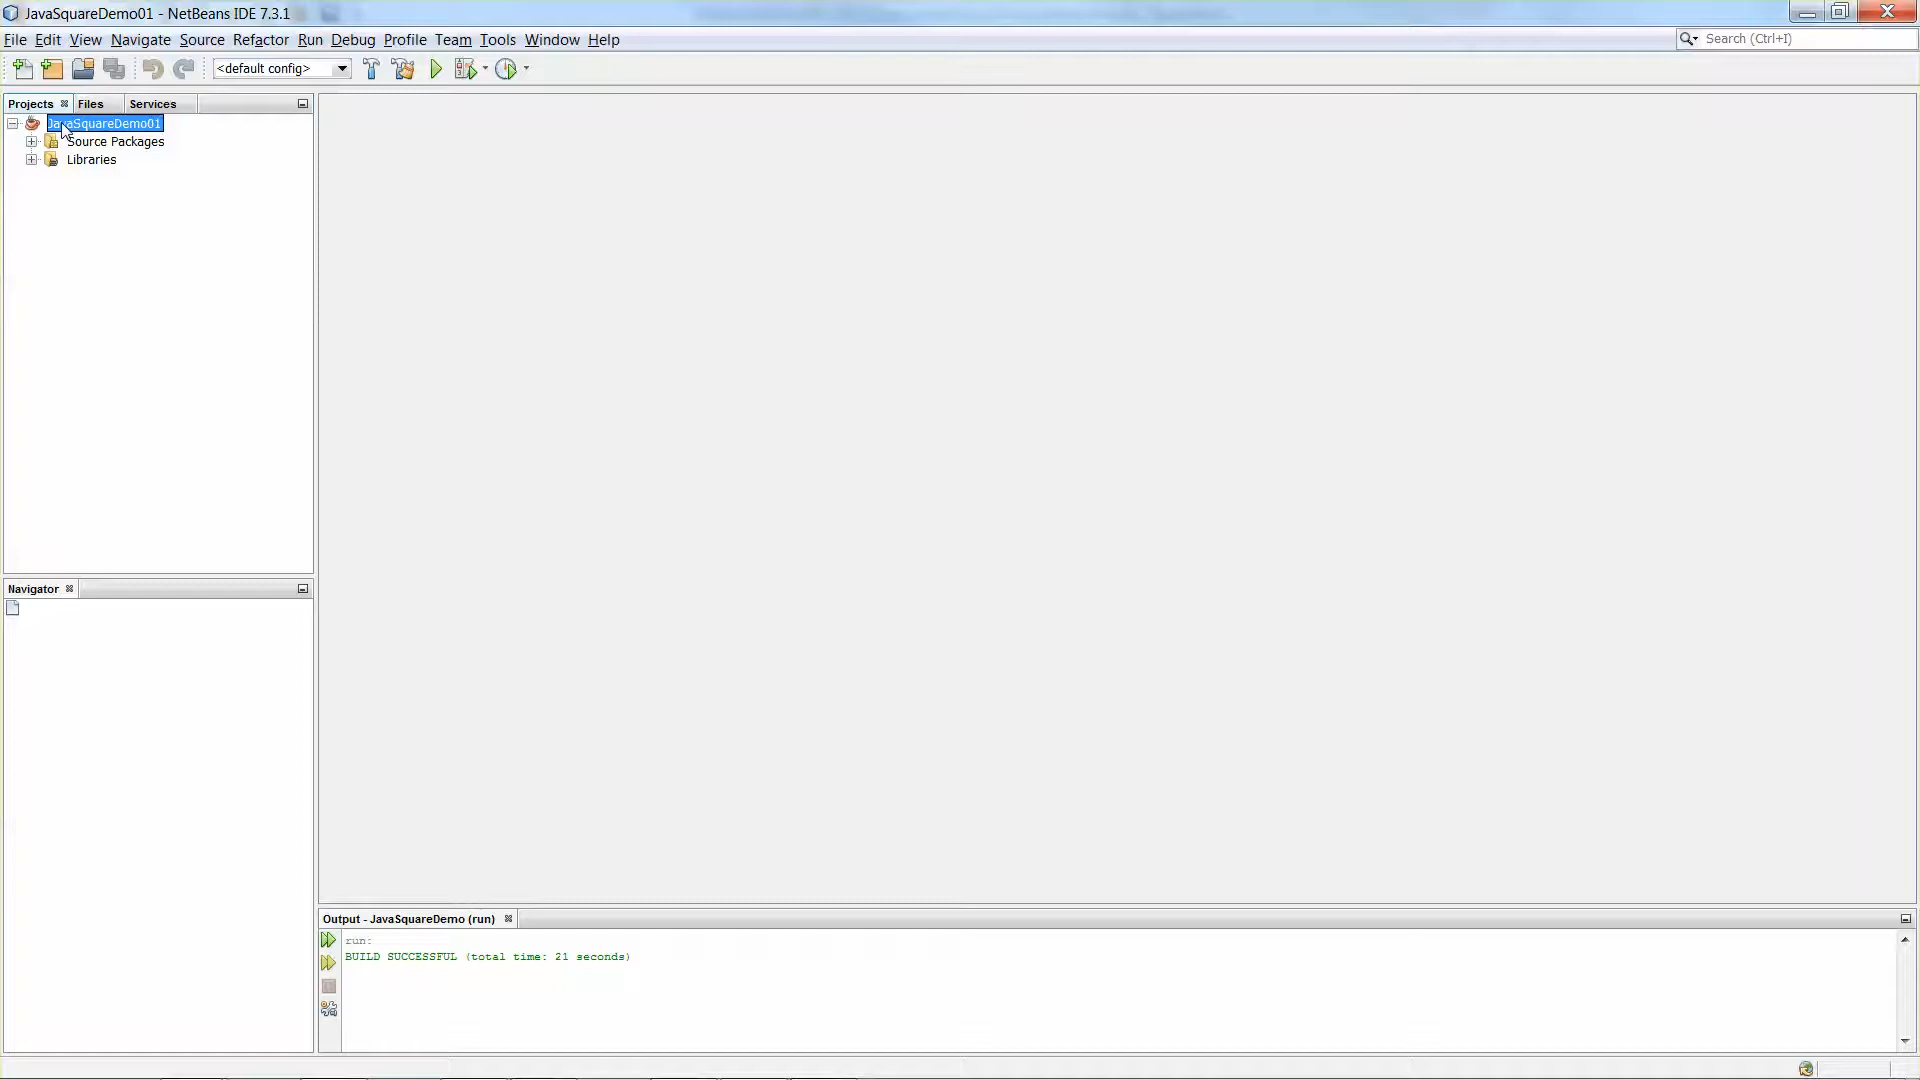 JavaSquareDemo01 - NetBeans IDE 7.3.1
File Edit View Navigate Source Refactor Run Debug Profile Team Tools Window Help
Search (Ctrl+I)
<default config>
Projects Files Services
JavaSquareDemo01
Source Packages
Libraries
Navigator
Output - JavaSquareDemo (run)
run:
BUILD SUCCESSFUL (total time: 21 seconds)